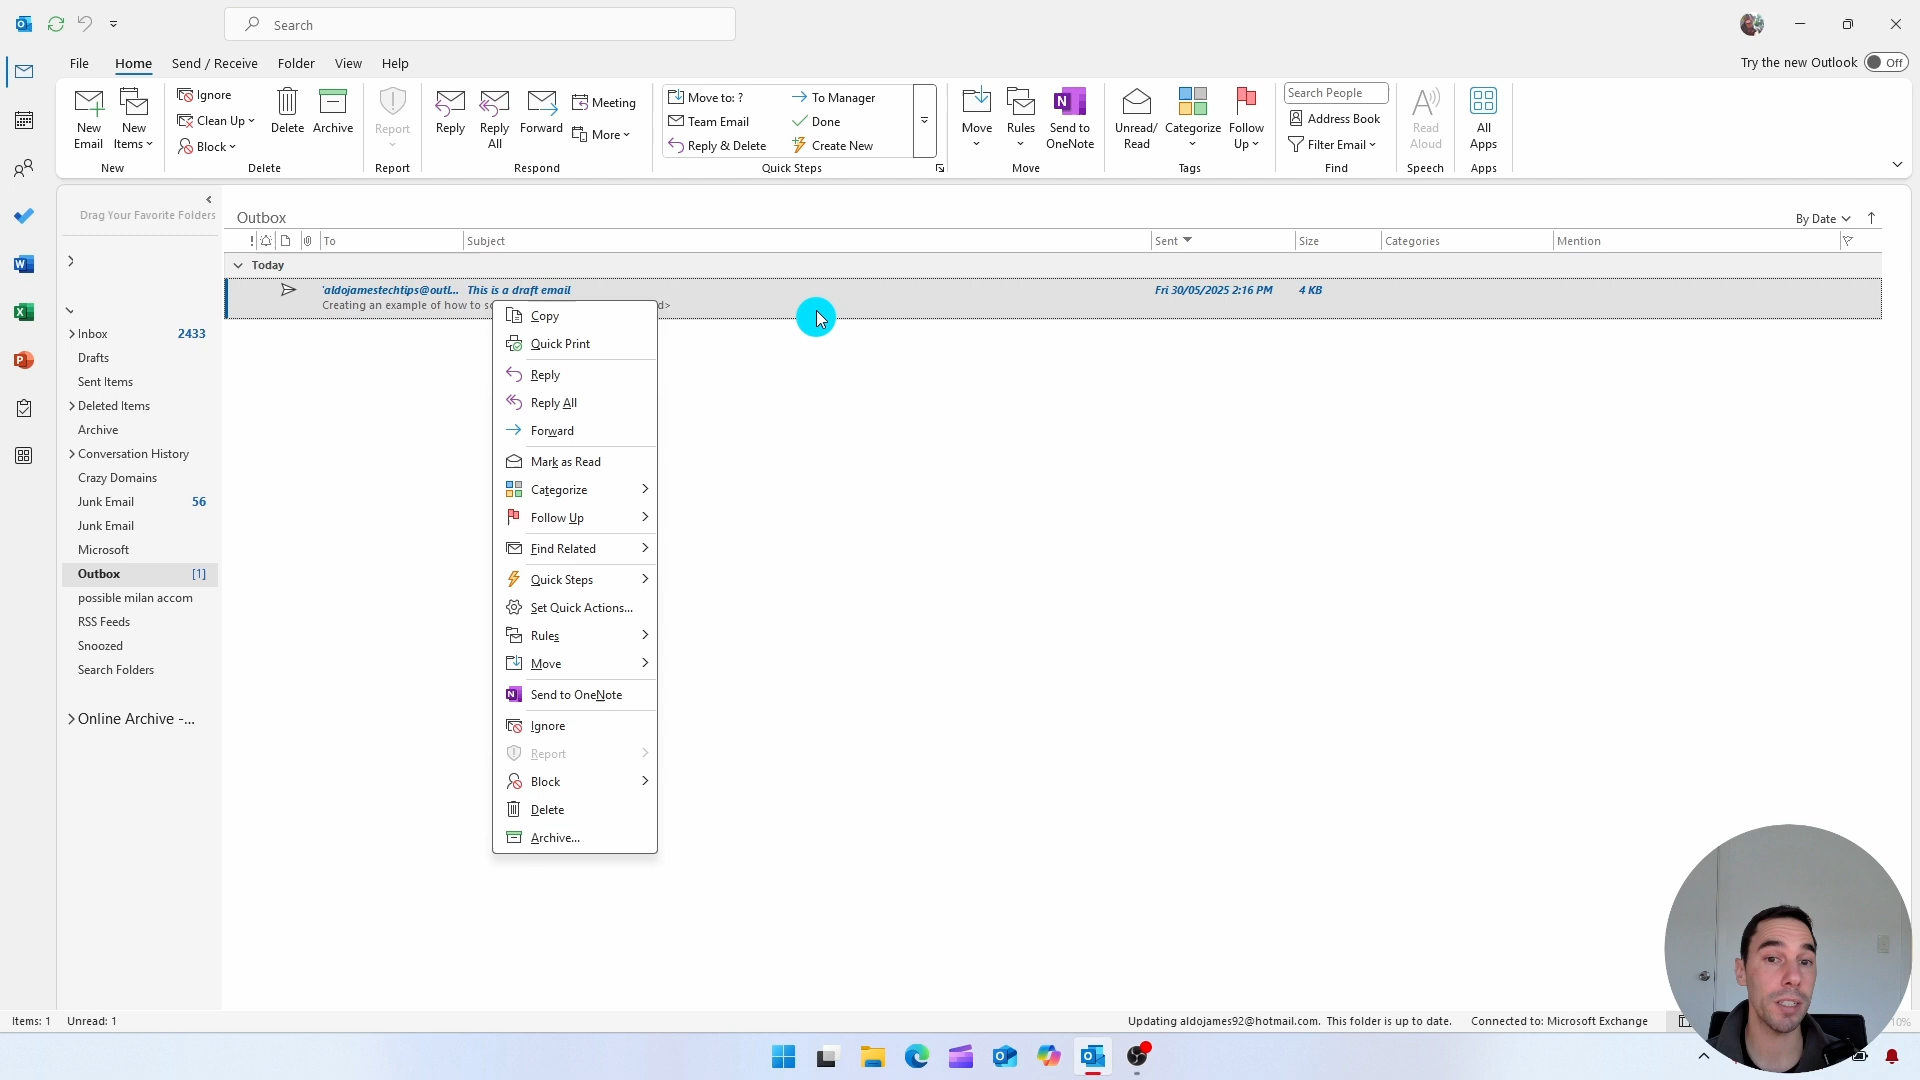 Search
File Home Send / Receive Folder View Help
Try the new Outlook Off
New Email
New Items
New
Ignore
Clean Up
Block
Delete
Archive
Delete
Report
Report
Reply
Reply All
Forward
Meeting
More
Respond
Move to: ?
Team Email
Reply & Delete
To Manager
Done
Create New
Quick Steps
Move
Rules
Send to OneNote
Move
Unread/ Read
Categorize
Follow Up
Tags
Search People
Address Book
Filter Email
Find
Read Aloud
Speech
All Apps
Apps
Drag Your Favorite Folders
Inbox 2433
Drafts
Sent Items
Deleted Items
Archive
Conversation History
Crazy Domains
Junk Email 56
Junk Email
Microsoft
Outbox [1]
possible milan accom
RSS Feeds
Snoozed
Search Folders
Online Archive -...
Outbox
By Date
! To Subject Sent Size Categories Mention
Today
'aldojamestechtips@outl... This is a draft email Fri 30/05/2025 2:16 PM 4 KB
Creating an example of how to
Copy
Quick Print
Reply
Reply All
Forward
Mark as Read
Categorize
Follow Up
Find Related
Quick Steps
Set Quick Actions...
Rules
Move
Send to OneNote
Ignore
Report
Block
Delete
Archive...
Items: 1 Unread: 1
Updating aldojames92@hotmail.com. This folder is up to date. Connected to: Microsoft Exchange
10%